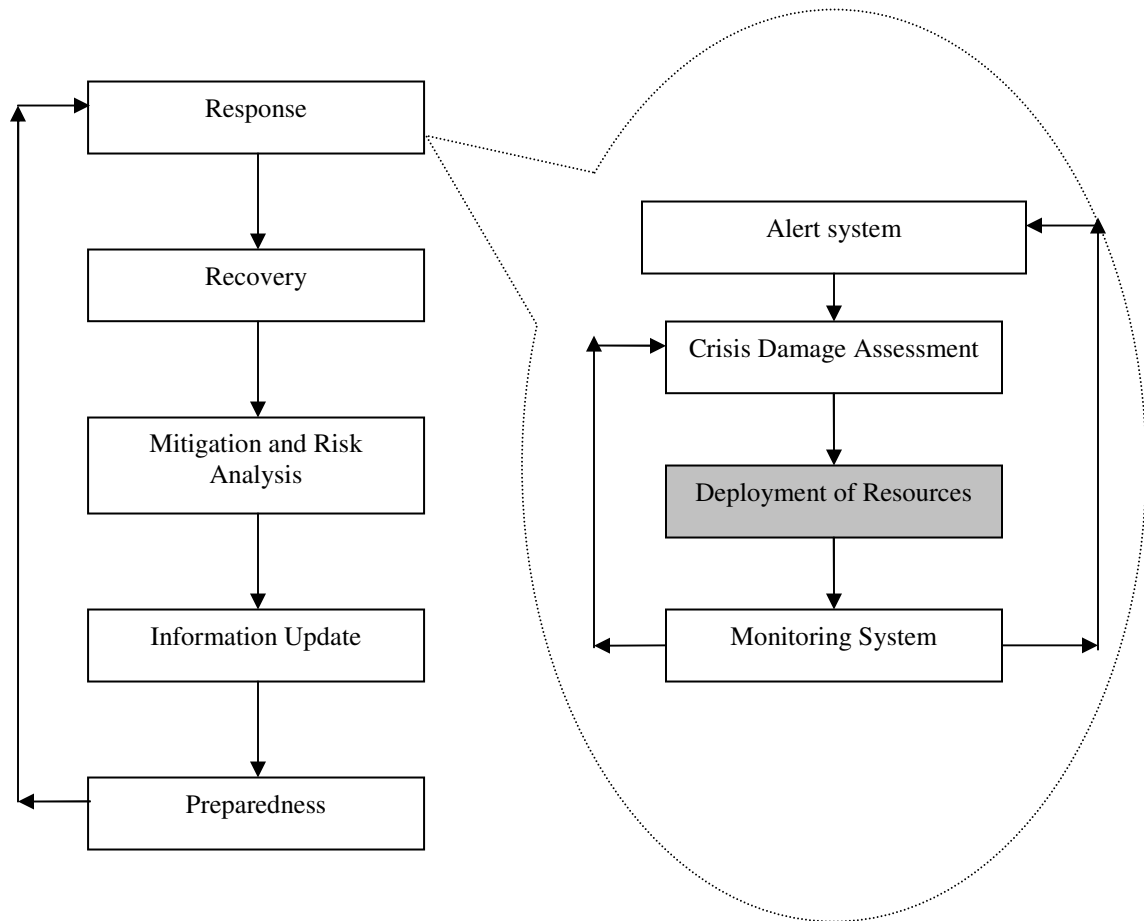 Response
Recovery
Mitigation and Risk
Analysis
Information Update
Preparedness
Alert system
Crisis Damage Assessment
Deployment of Resources
Monitoring System